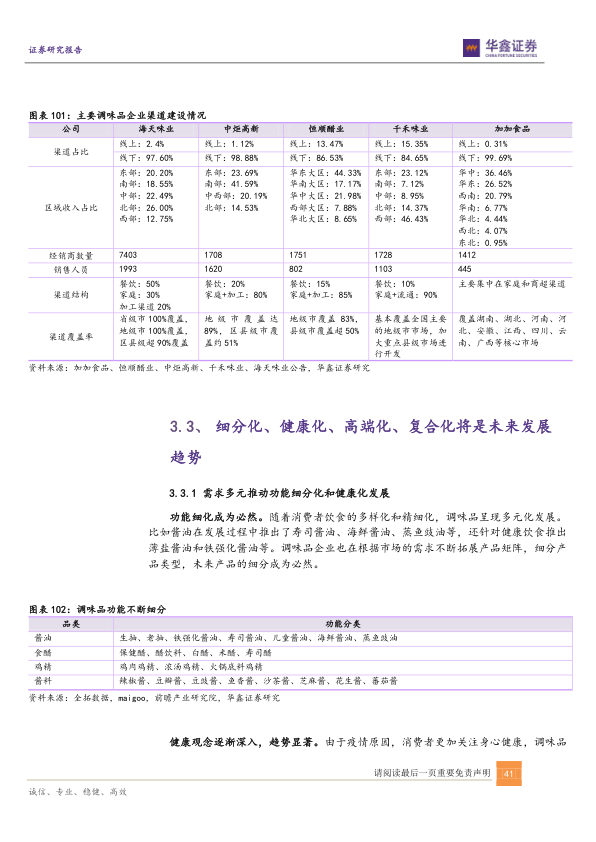 证券研究报告
华鑫证券
CHINA FORTUNE SECURITIES
图表 101：主要调味品企业渠道建设情况
公司 海天味业 中炬高新 恒顺醋业 千禾味业 加加食品
渠道占比
线上：2.4% 线上：1.12% 线上：13.47% 线上：15.35% 线上：0.31%
线下：97.60% 线下：98.88% 线下：86.53% 线下：84.65% 线下：99.69%
区域收入占比
东部：20.20% 东部：23.69% 华东大区：44.33% 东部：23.12% 华中：36.46%
南部：18.55% 南部：41.59% 华南大区：17.17% 南部：7.12% 华东：26.52%
中部：22.49% 中西部：20.19% 华中大区：21.98% 中部：8.95% 西南：20.79%
北部：26.00% 北部：14.53% 西部大区：7.88% 北部：14.37% 华南：6.77%
西部：12.75% 华北大区：8.65% 西部：46.43% 华北：4.44%
西北：4.07%
东北：0.95%
经销商数量 7403 1708 1751 1728 1412
销售人员 1993 1620 802 1103 445
渠道结构
餐饮：50% 餐饮：20% 餐饮：15% 餐饮：10% 主要集中在家庭和商超渠道
家庭：30% 家庭+加工：80% 家庭+加工：85% 家庭+流通：90%
加工渠道 20%
渠道覆盖率
省级市 100%覆盖， 地级市覆盖达 地级市覆盖 83%， 基本覆盖全国主要 覆盖湖南、湖北、河南、河
地级市 100%覆盖， 89%，区县级市覆 县级市覆盖超 50% 的地级市市场，加 北、安徽、江西、四川、云
区县级超 90%覆盖 盖约 51% 大重点县级市场进 南、广西等核心市场
行开发
资料来源：加加食品、恒顺醋业、中炬高新、千禾味业、海天味业公告，华鑫证券研究
3.3、 细分化、健康化、高端化、复合化将是未来发展
趋势
3.3.1 需求多元推动功能细分化和健康化发展
功能细化成为必然。随着消费者饮食的多样化和精细化，调味品呈现多元化发展。
比如酱油在发展过程中推出了寿司酱油、海鲜酱油、蒸鱼豉油等，还针对健康饮食推出
薄盐酱油和铁强化酱油等。调味品企业也在根据市场的需求不断拓展产品矩阵，细分产
品类型，未来产品的细分成为必然。
图表 102：调味品功能不断细分
品类 功能分类
酱油 生抽、老抽、铁强化酱油、寿司酱油、儿童酱油、海鲜酱油、蒸鱼豉油
食醋 保健醋、醋饮料、白醋、米醋、寿司醋
鸡精 鸡肉鸡精、浓汤鸡精、火锅底料鸡精
酱料 辣椒酱、豆瓣酱、豆豉酱、鱼香酱、沙茶酱、芝麻酱、花生酱、番茄酱
资料来源：全拓数据，maigoo，前瞻产业研究院，华鑫证券研究
健康观念逐渐深入，趋势显著。由于疫情原因，消费者更加关注身心健康，调味品
请阅读最后一页重要免责声明 41
诚信、专业、稳健、高效